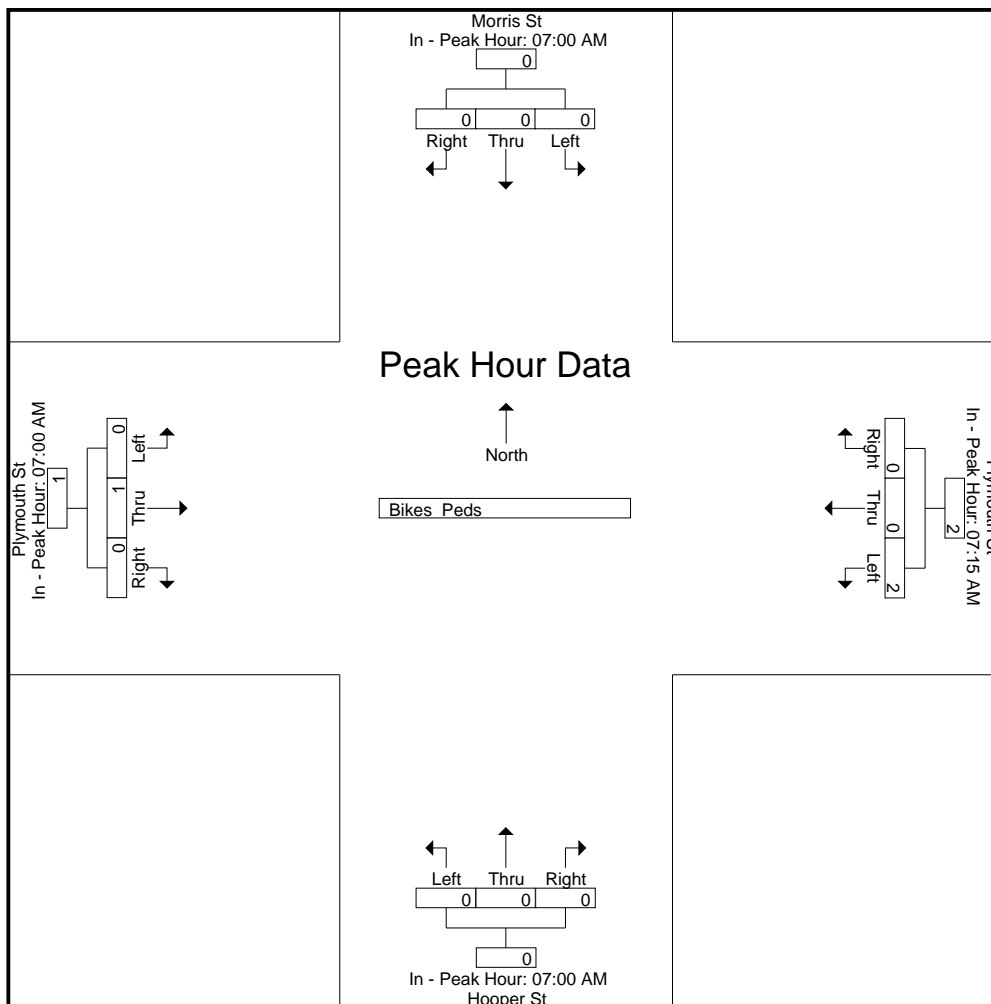 Morris St
In - Peak Hour: 07:00 AM
0
0 0 0
Right Thru Left
Peak Hour Data
North
Bikes Peds
Plymouth St
In - Peak Hour: 07:00 AM
1
0 1 0
Left Thru Right
Right Thru Left
0 0 2
2
In - Peak Hour: 07:15 AM
Plymouth St
Left Thru Right
0 0 0
0
In - Peak Hour: 07:00 AM
Hooper St